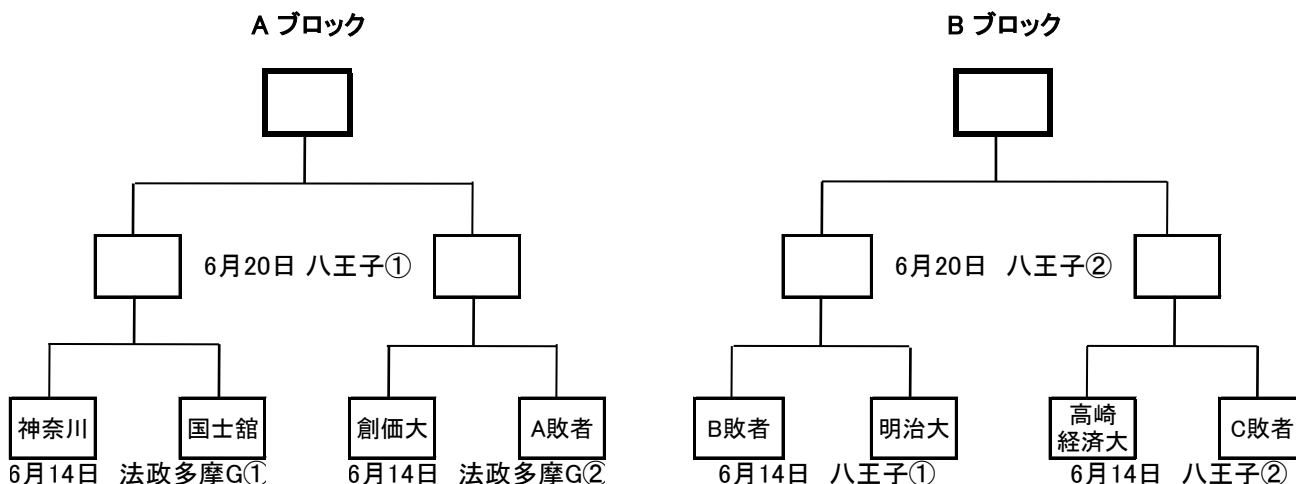 A ブロック
B ブロック
6月20日 八王子①
6月20日 八王子②
神奈川
国士舘
創価大
A敗者
B敗者
明治大
高崎
経済大
C敗者
6月14日 法政多摩G①
6月14日 法政多摩G②
6月14日 八王子①
6月14日 八王子②